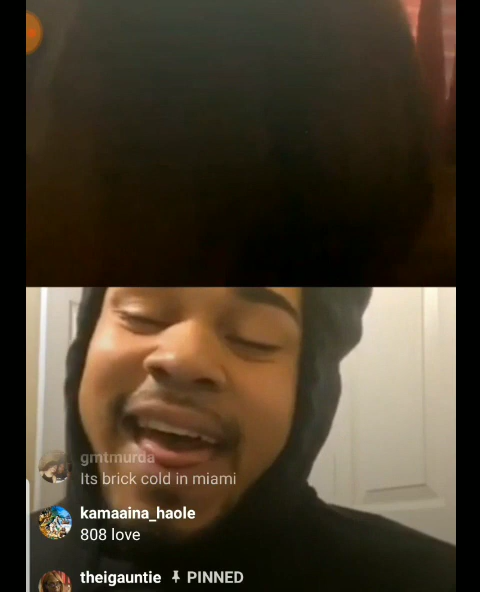 gmtmurda
Its brick cold in miami
kamaaina_haole
808 love
theigauntie PINNED